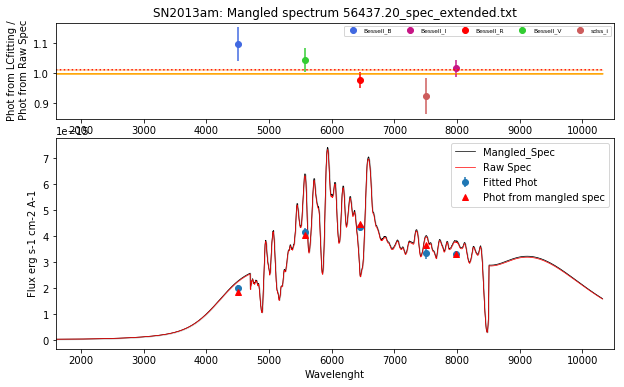 SN2013am: Mangled spectrum 56437.20_spec_extended.txt
Phot from LCfitting /
Phot from Raw Spec
1.1
1.0
0.9
Bessell_B Bessell_I Bessell_R Bessell_V sdss_i
2000 3000 4000 5000 6000 7000 8000 9000 10000
Flux erg s-1 cm-2 A-1
7
6
5
4
3
2
1
0
Mangled_Spec
Raw Spec
Fitted Phot
Phot from mangled spec
2000 3000 4000 5000 6000 7000 8000 9000 10000
Wavelenght